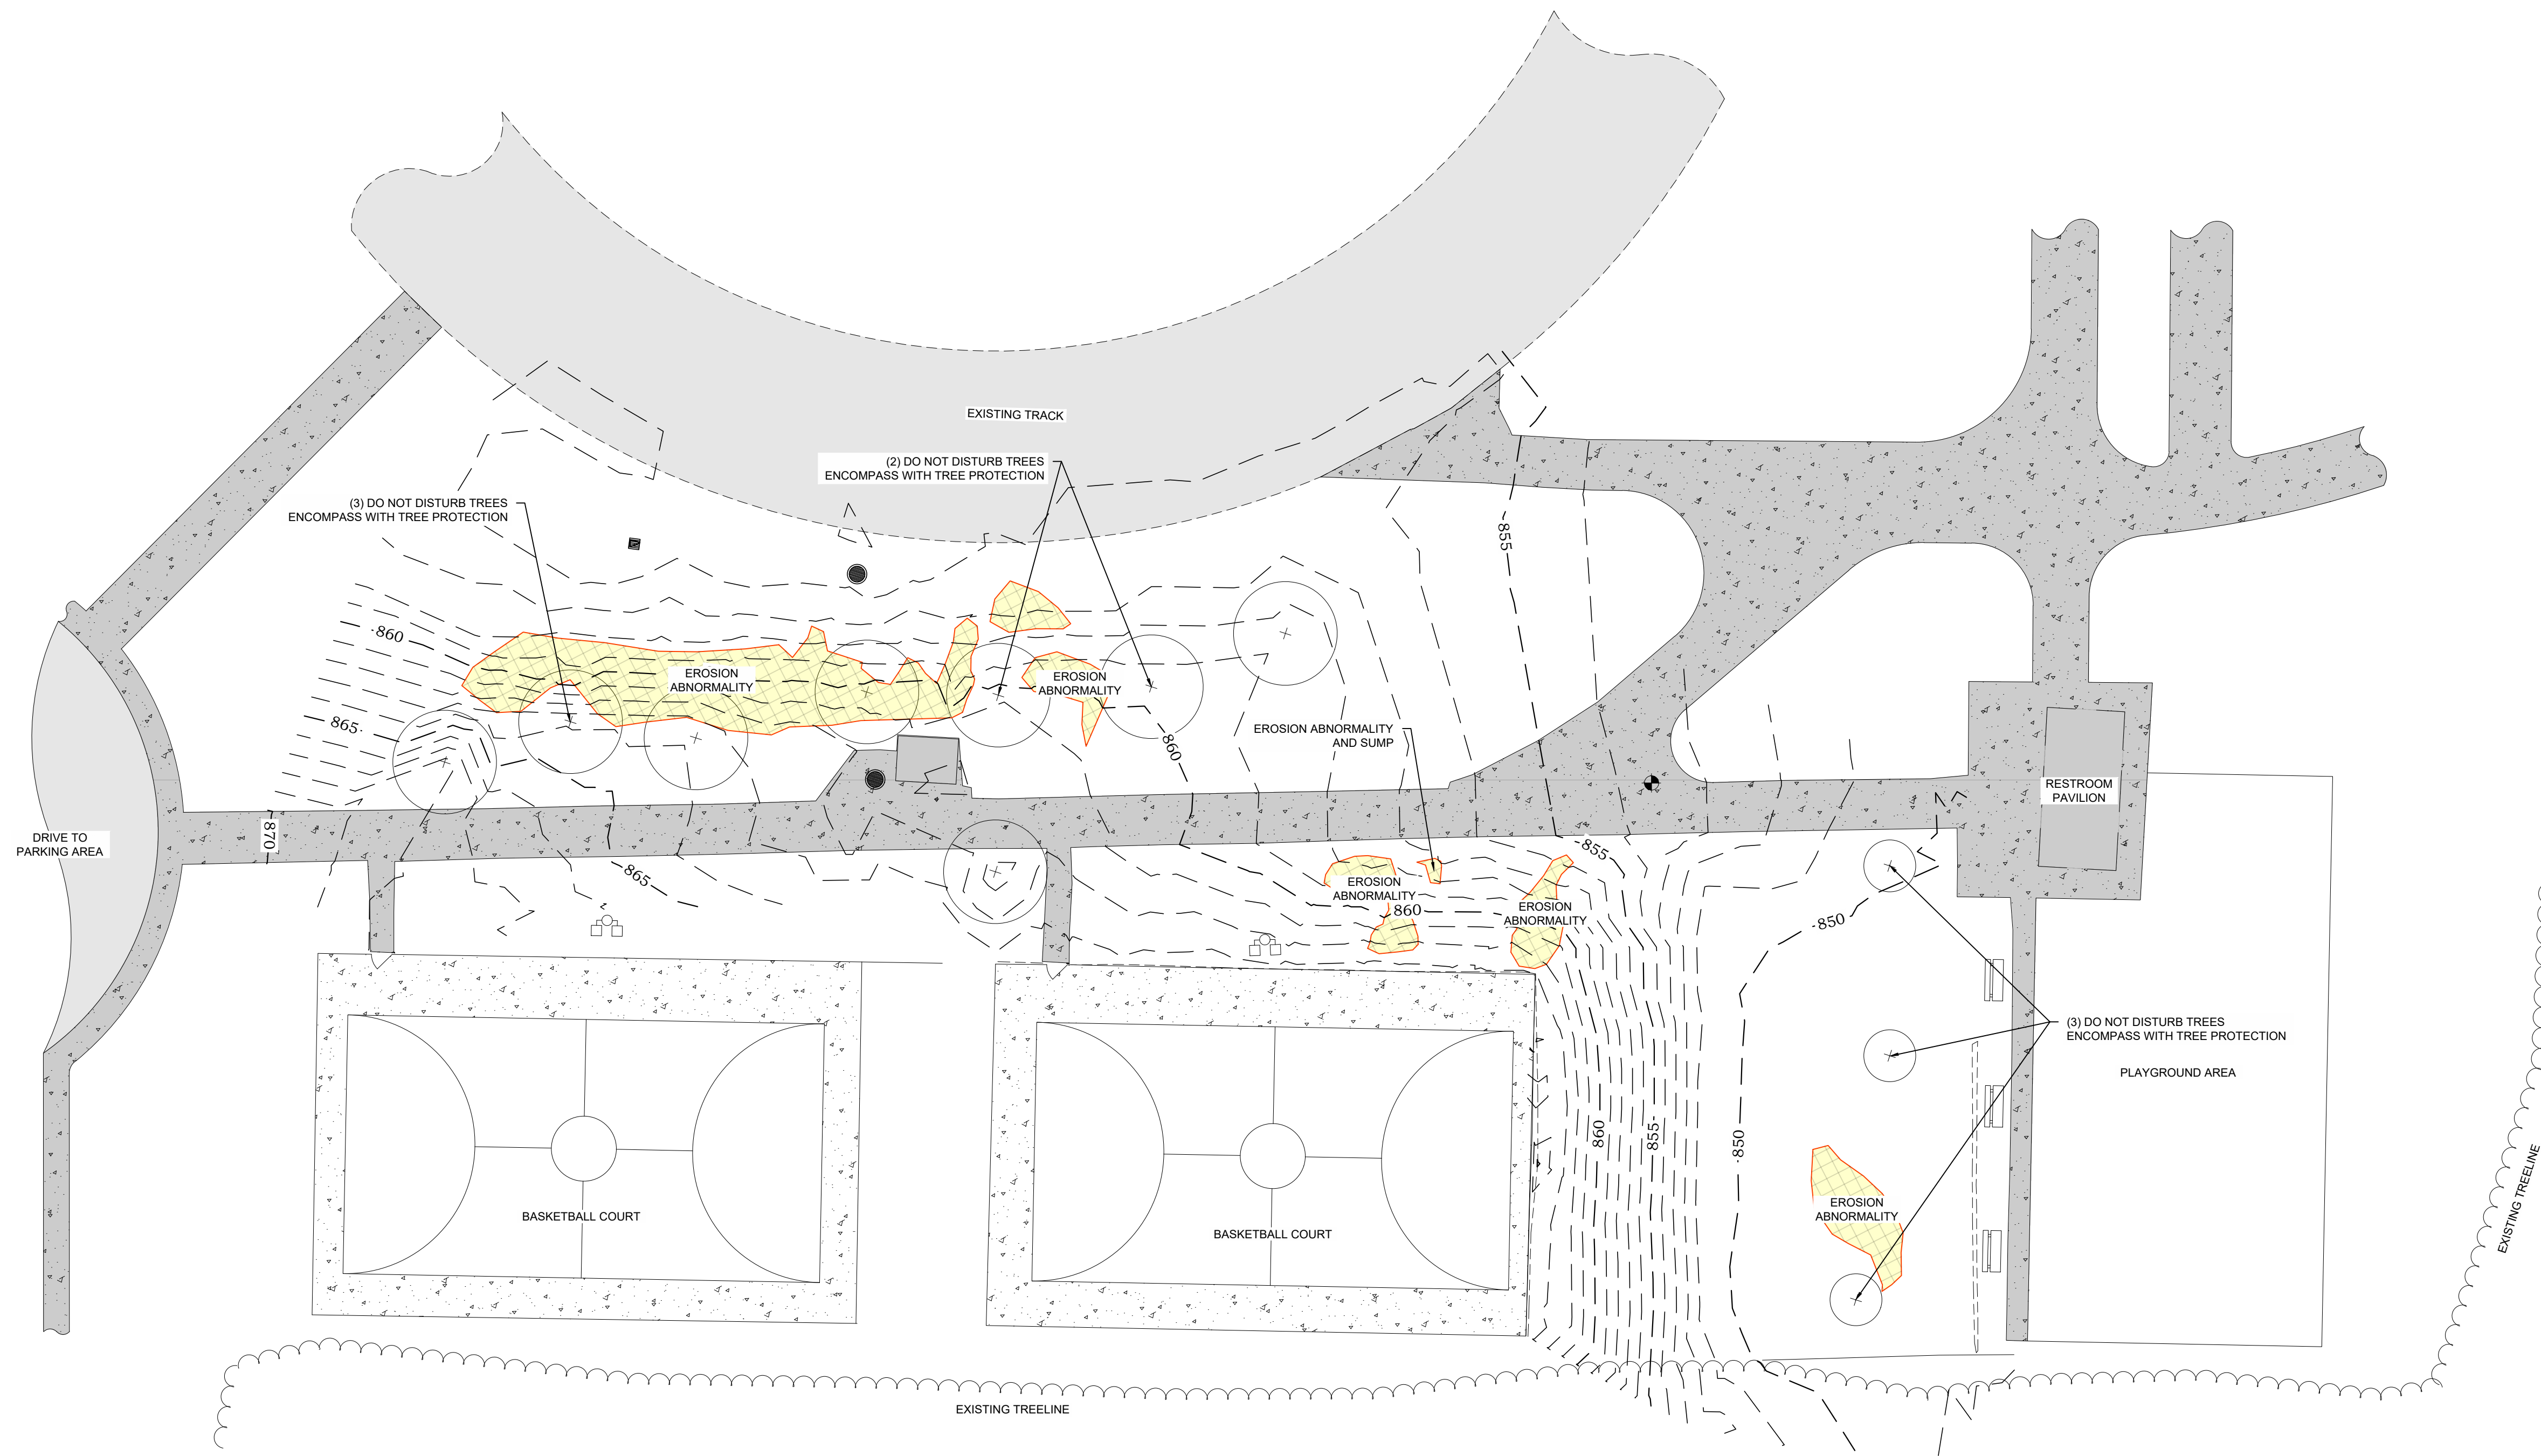 EXISTING TRACK
(2) DO NOT DISTURB TREES
ENCOMPASS WITH TREE PROTECTION
(3) DO NOT DISTURB TREES
ENCOMPASS WITH TREE PROTECTION
855
860
EROSION
ABNORMALITY
EROSION
ABNORMALITY
865
860
EROSION ABNORMALITY
AND SUMP
RESTROOM
PAVILION
DRIVE TO
PARKING AREA
870
865
855
EROSION
ABNORMALITY
860
EROSION
ABNORMALITY
850
(3) DO NOT DISTURB TREES
ENCOMPASS WITH TREE PROTECTION
PLAYGROUND AREA
860
855
850
EROSION
ABNORMALITY
BASKETBALL COURT
BASKETBALL COURT
EXISTING TREELINE
EXISTING TREELINE